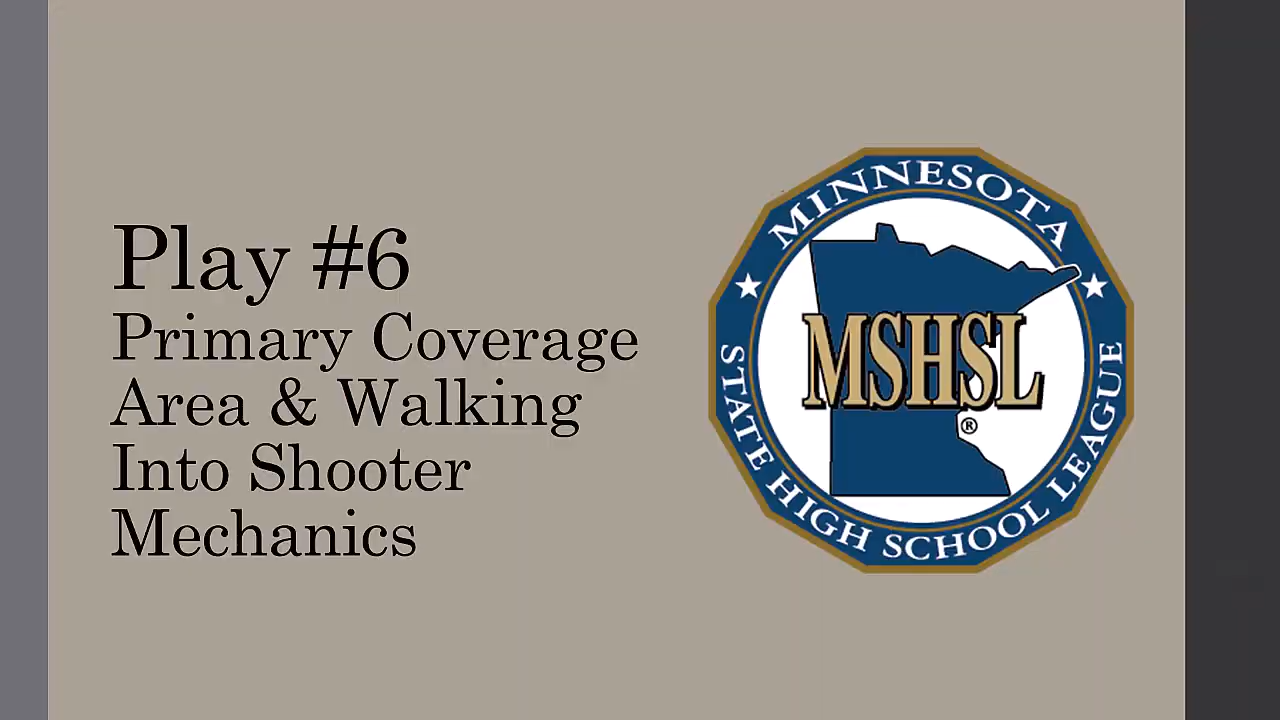 Play #6
Primary Coverage
Area & Walking
Into Shooter
Mechanics
MINNESOTA
MSHSL
®
STATE HIGH SCHOOL LEAGUE